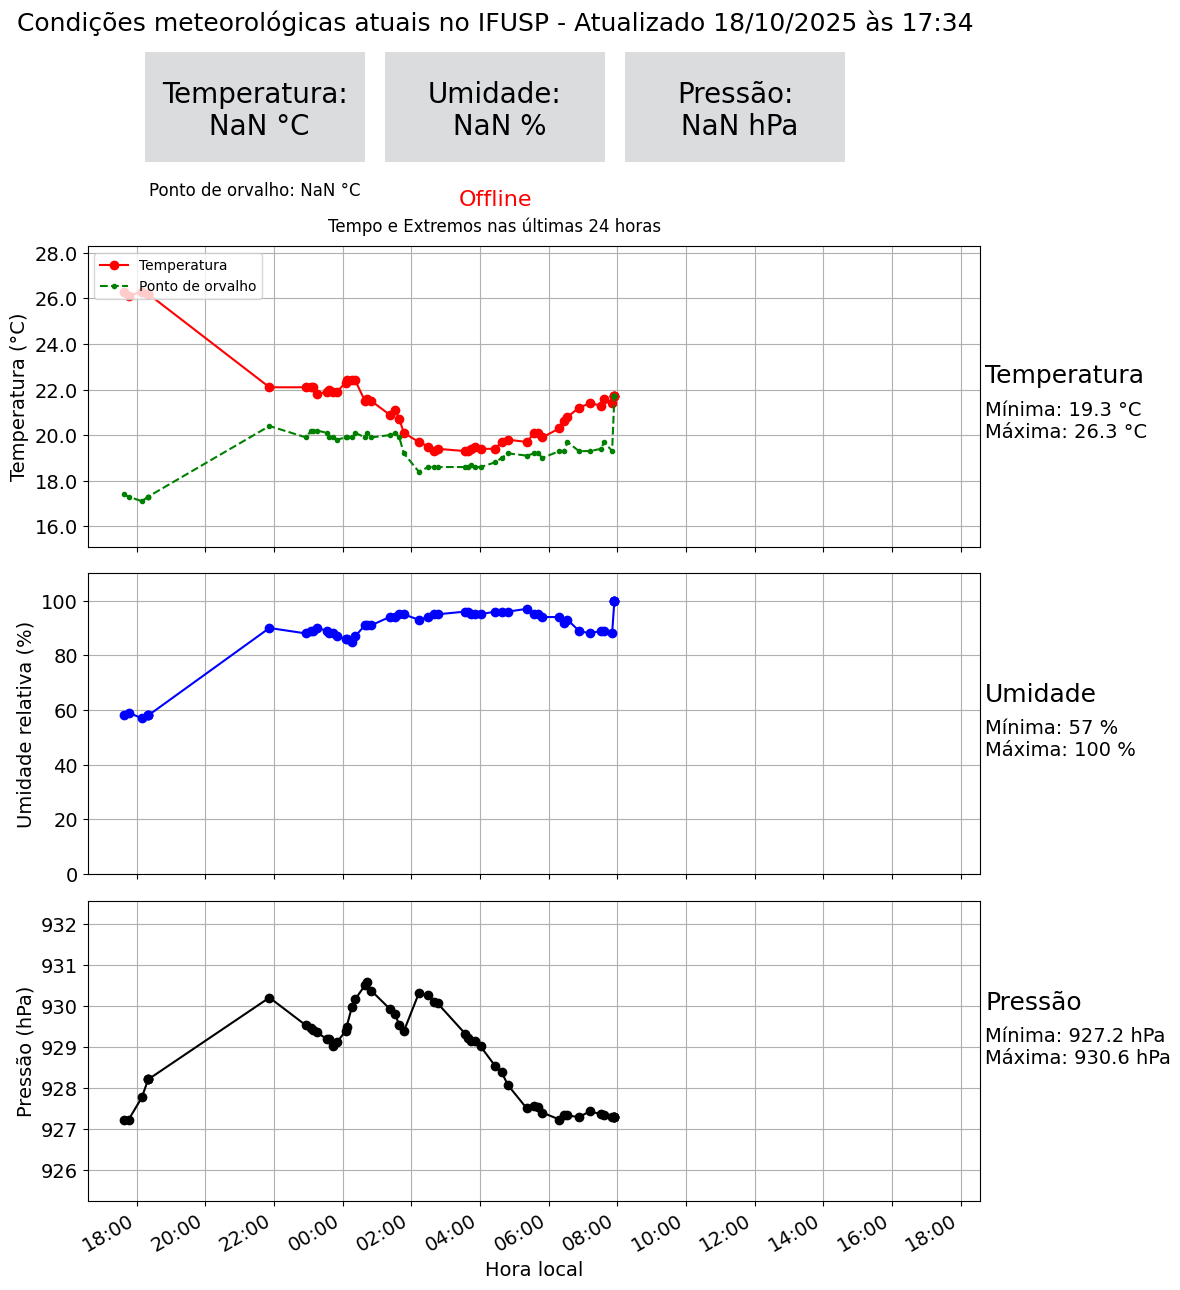 Condições meteorológicas atuais no IFUSP - Atualizado 18/10/2025 às 17:34
Temperatura:
NaN °C
Umidade:
NaN %
Pressão:
NaN hPa
Ponto de orvalho: NaN °C
Offline
Tempo e Extremos nas últimas 24 horas
28.0
26.0
24.0
22.0
20.0
18.0
16.0
Temperatura (°C)
Temperatura
Ponto de orvalho
Temperatura
Mínima: 19.3 °C
Máxima: 26.3 °C
100
80
60
40
20
0
Umidade relativa (%)
Umidade
Mínima: 57 %
Máxima: 100 %
932
931
930
929
928
927
926
Pressão (hPa)
Pressão
Mínima: 927.2 hPa
Máxima: 930.6 hPa
18:00 20:00 22:00 00:00 02:00 04:00 06:00 08:00 10:00 12:00 14:00 16:00 18:00
Hora local